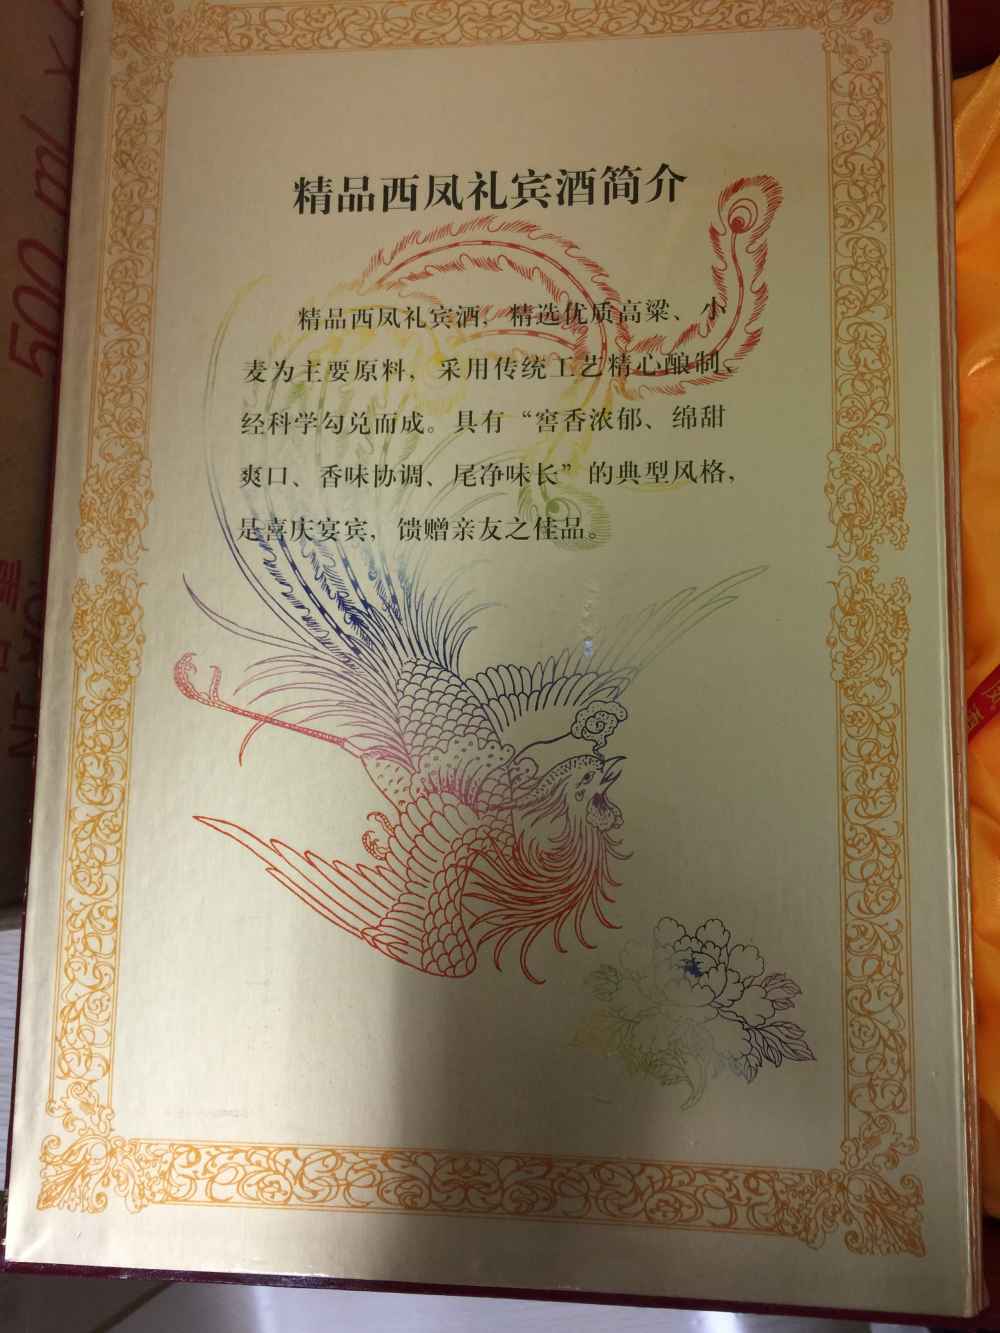 精品西凤礼宾酒简介
精品西凤礼宾酒，精选优质高粱、小
麦为主要原料，采用传统工艺精心酿制、
经科学勾兑而成。具有“窖香浓郁、绵甜
爽口、香味协调、尾净味长”的典型风格，
是喜庆宴宾，馈赠亲友之佳品。
500 ml ×